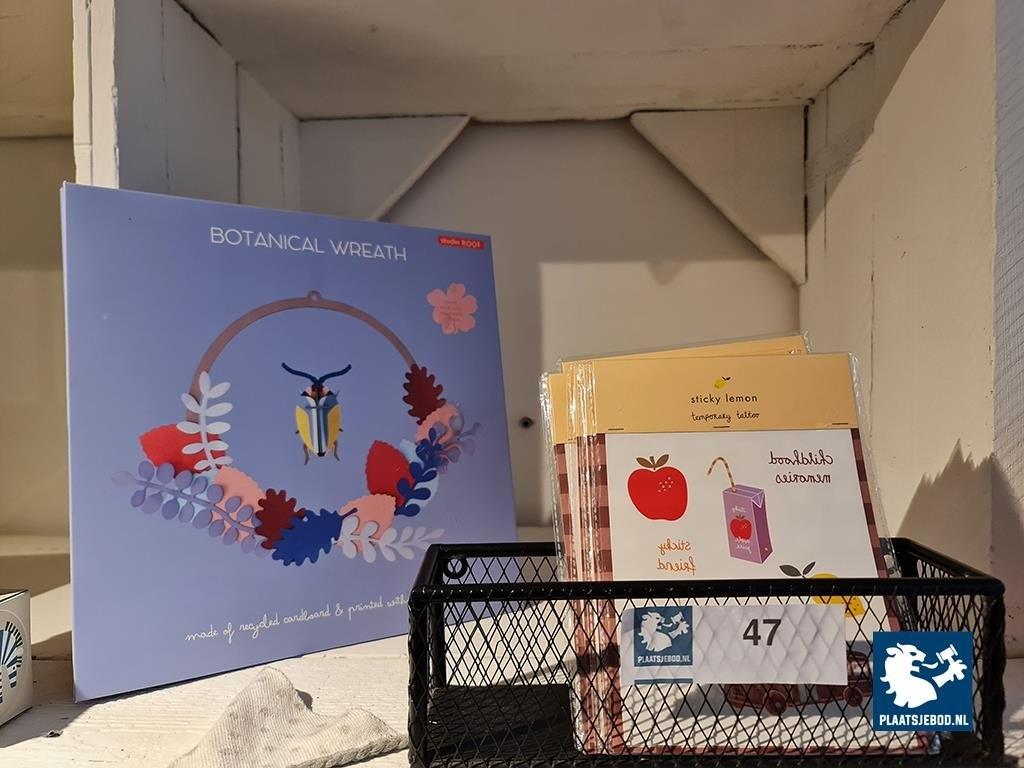 BOTANICAL WREATH
studio ROOF
made of recycled cardboard & printed with
sticky lemon
temporary tattoo
childhood
memories
sticky
friend
PLAATSJEBOD.NL
47
PLAATSJEBOD.NL